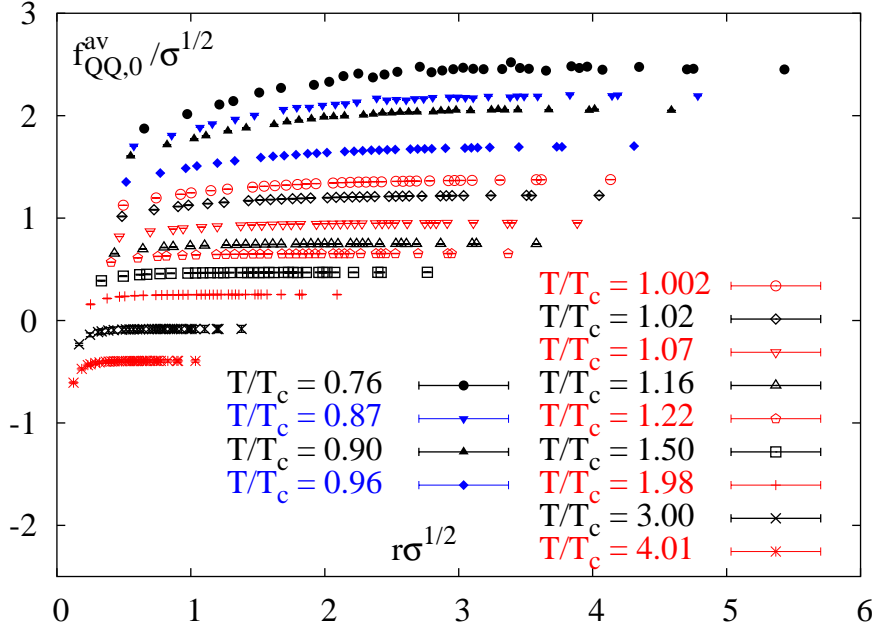 3
f^{av}_{QQ,0}/σ^{1/2}
2
1
T/T_c = 1.002
0
T/T_c = 1.02
T/T_c = 1.07
T/T_c = 0.76 T/T_c = 1.16
-1
T/T_c = 0.87 T/T_c = 1.22
T/T_c = 0.90 T/T_c = 1.50
T/T_c = 0.96 T/T_c = 1.98
-2
T/T_c = 3.00
rσ^{1/2} T/T_c = 4.01
0 1 2 3 4 5 6